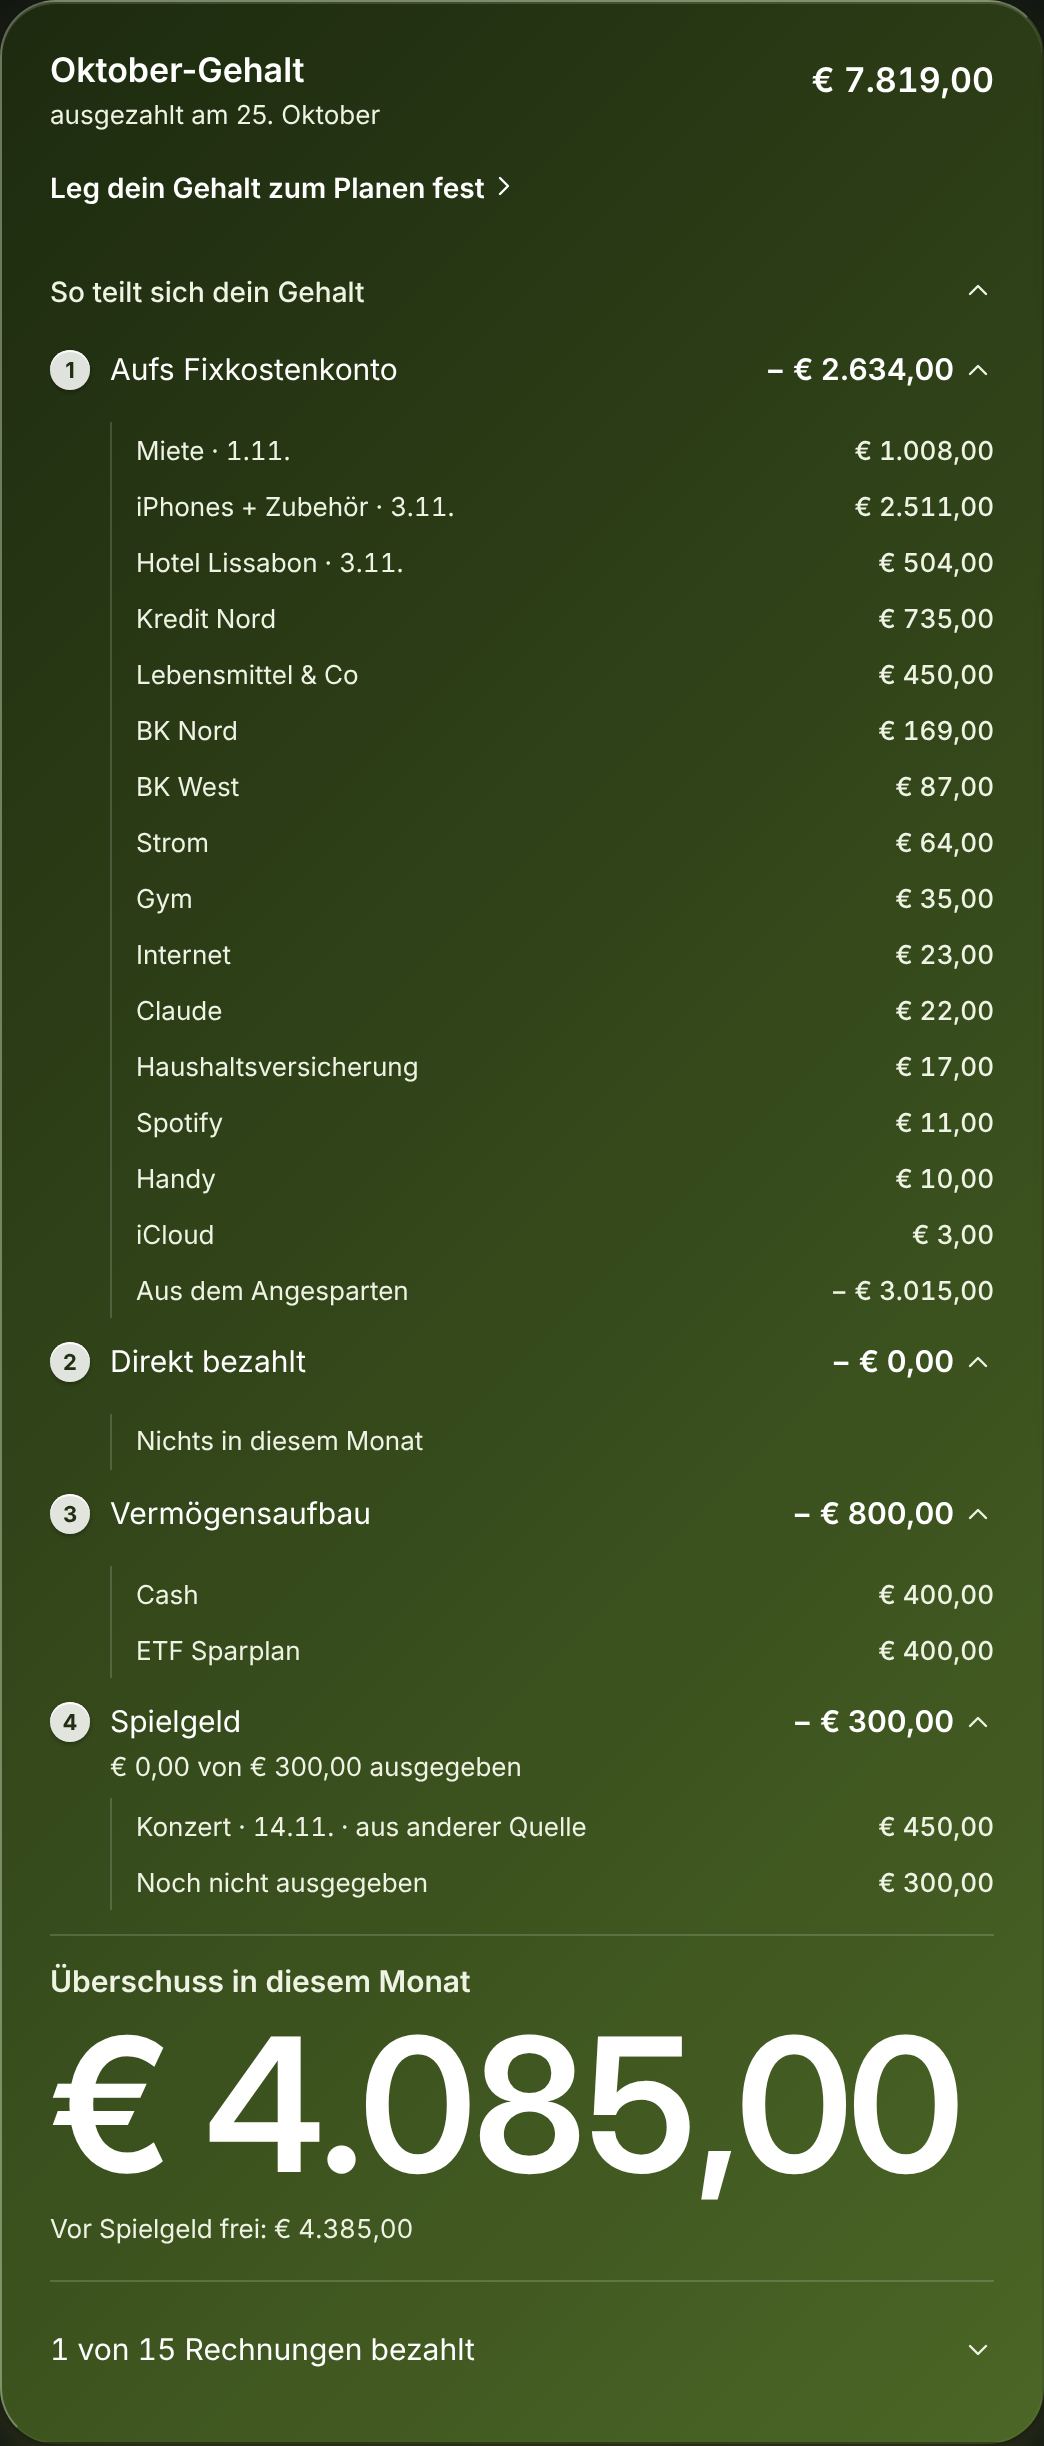 Oktober-Gehalt
€ 7.819,00
ausgezahlt am 25. Oktober
Leg dein Gehalt zum Planen fest
So teilt sich dein Gehalt
1 Aufs Fixkostenkonto – € 2.634,00
Miete · 1.11. € 1.008,00
iPhones + Zubehör · 3.11. € 2.511,00
Hotel Lissabon · 3.11. € 504,00
Kredit Nord € 735,00
Lebensmittel & Co € 450,00
BK Nord € 169,00
BK West € 87,00
Strom € 64,00
Gym € 35,00
Internet € 23,00
Claude € 22,00
Haushaltsversicherung € 17,00
Spotify € 11,00
Handy € 10,00
iCloud € 3,00
Aus dem Angesparten – € 3.015,00
2 Direkt bezahlt – € 0,00
Nichts in diesem Monat
3 Vermögensaufbau – € 800,00
Cash € 400,00
ETF Sparplan € 400,00
4 Spielgeld – € 300,00
€ 0,00 von € 300,00 ausgegeben
Konzert · 14.11. · aus anderer Quelle € 450,00
Noch nicht ausgegeben € 300,00
Überschuss in diesem Monat
€ 4.085,00
Vor Spielgeld frei: € 4.385,00
1 von 15 Rechnungen bezahlt